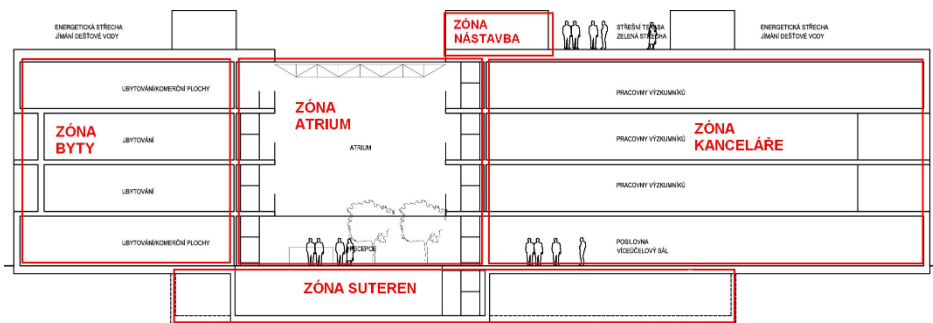 ENERGETICKÁ STŘECHA
JÍMÁNÍ DEŠŤOVÉ VODY
ZÓNA
NÁSTAVBA
STŘEŠNÍ TERASA
ZELENÁ STŘECHA
ENERGETICKÁ STŘECHA
JÍMÁNÍ DEŠŤOVÉ VODY
UBYTOVÁNÍ/KOMERČNÍ PLOCHY
ZÓNA
ATRIUM
PRACOVNY VÝZKUMNÍKŮ
ZÓNA
BYTY
UBYTOVÁNÍ
ATRIUM
PRACOVNY VÝZKUMNÍKŮ
ZÓNA
KANCELÁŘE
UBYTOVÁNÍ
PRACOVNY VÝZKUMNÍKŮ
UBYTOVÁNÍ/KOMERČNÍ PLOCHY
RECEPCE
POSILOVNA
VÍCEÚČELOVÝ SÁL
ZÓNA SUTEREN